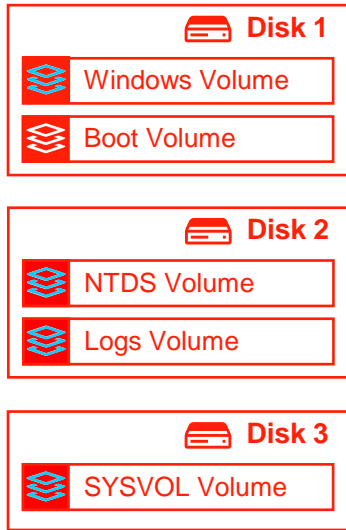 Disk 1
Windows Volume
Boot Volume
Disk 2
NTDS Volume
Logs Volume
Disk 3
SYSVOL Volume